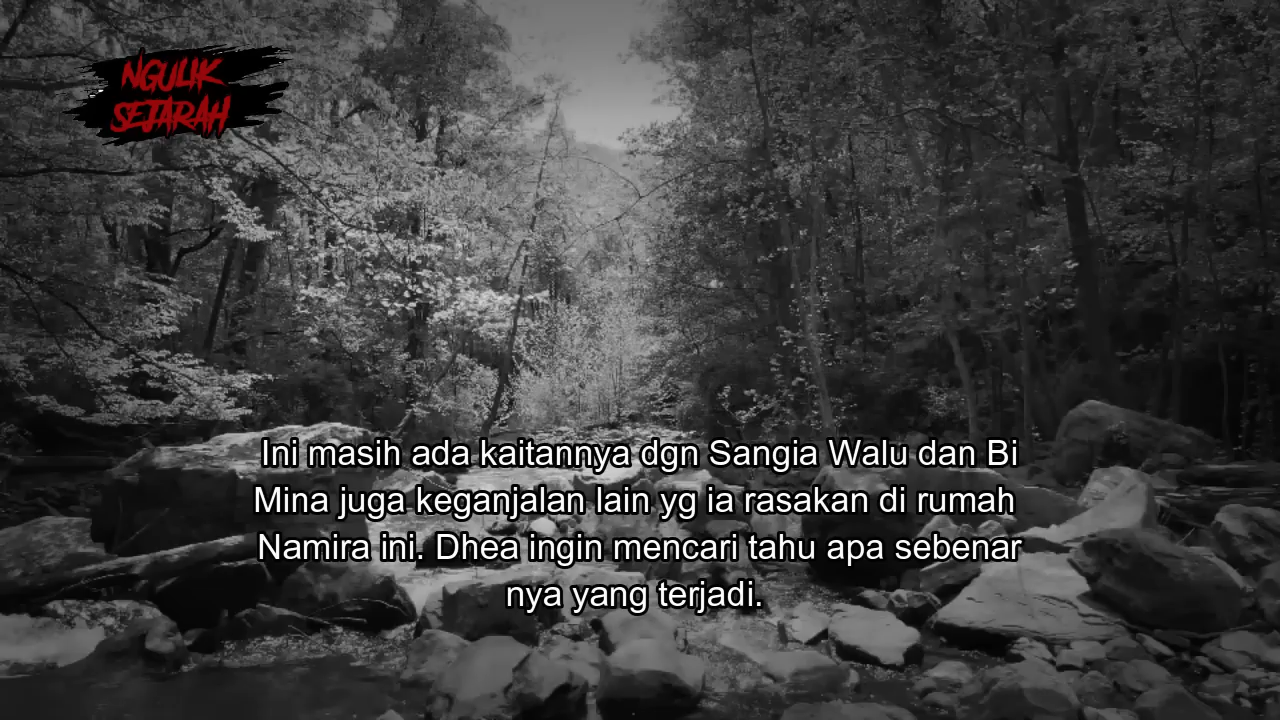 NGULIK
SEJARAH
Ini masih ada kaitannya dgn Sangia Walu dan Bi
Mina juga keganjalan lain yg ia rasakan di rumah
Namira ini. Dhea ingin mencari tahu apa sebenar
nya yang terjadi.